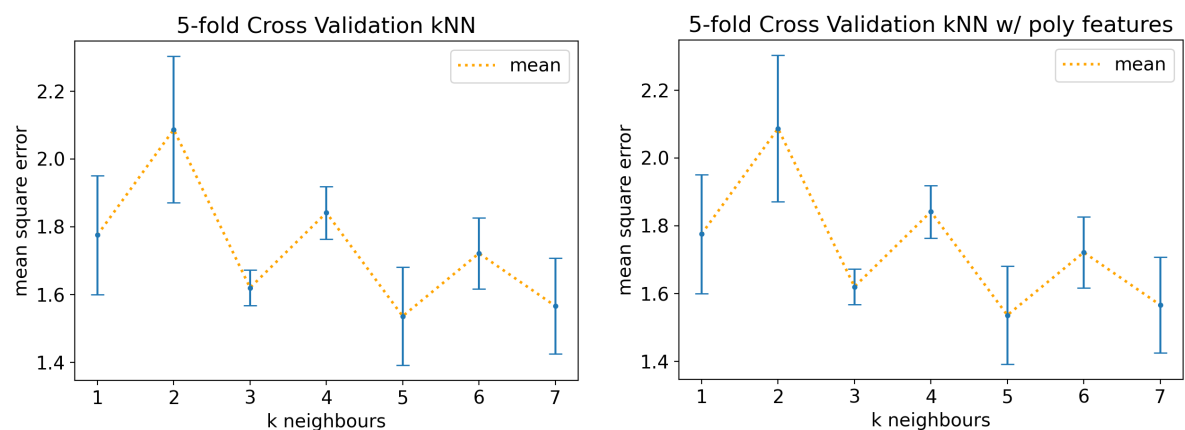 5-fold Cross Validation kNN
mean
mean square error
2.2
2.0
1.8
1.6
1.4
1 2 3 4 5 6 7
k neighbours
5-fold Cross Validation kNN w/ poly features
mean
mean square error
2.2
2.0
1.8
1.6
1.4
1 2 3 4 5 6 7
k neighbours